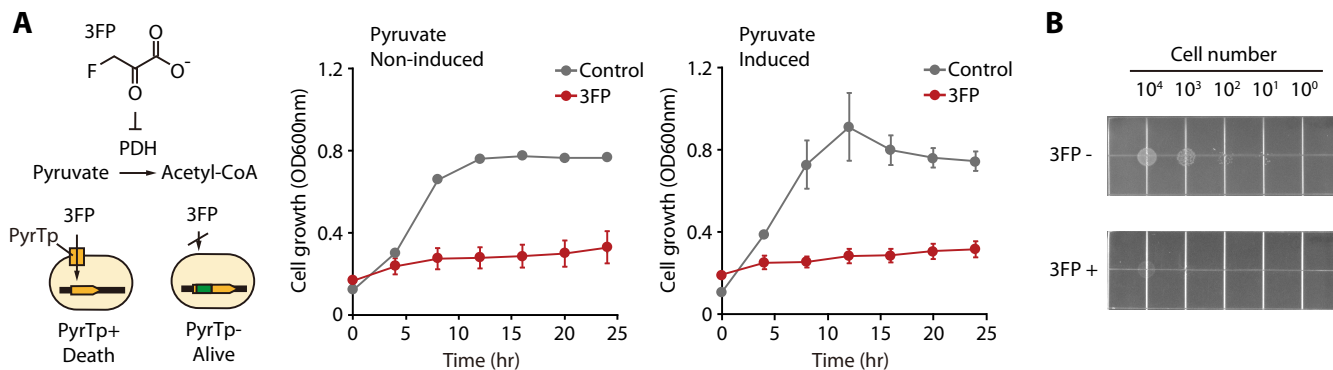 A
3FP
O
F
O
O⁻
PDH
Pyruvate
Acetyl-CoA
3FP
3FP
PyrTp
PyrTp+
Death
PyrTp-
Alive
Pyruvate
Non-induced
Control
3FP
Cell growth (OD600nm)
1.2
0.8
0.4
0
0 5 10 15 20 25
Time (hr)
Pyruvate
Induced
Control
3FP
Cell growth (OD600nm)
1.2
0.8
0.4
0
0 5 10 15 20 25
Time (hr)
B
Cell number
10⁴ 10³ 10² 10¹ 10⁰
3FP -
3FP +